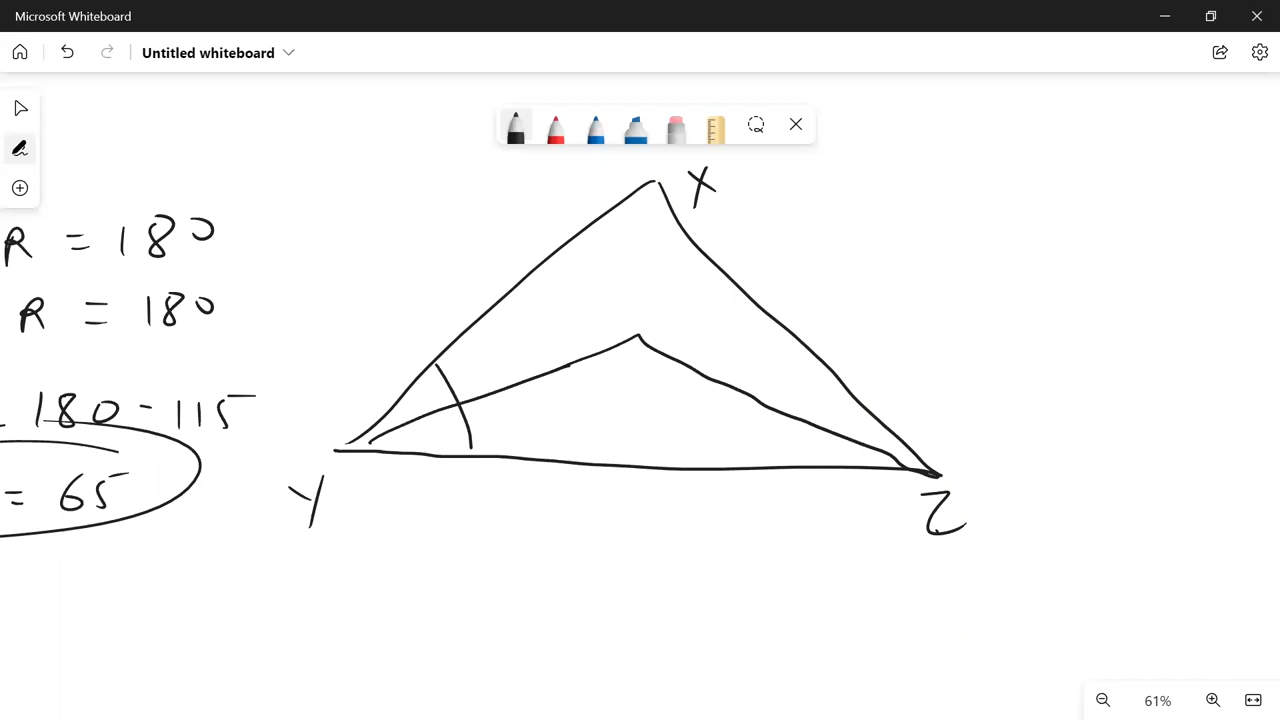 Microsoft Whiteboard
Untitled whiteboard
R = 180
R = 180
180 - 115
= 65
X
Y
Z
61%